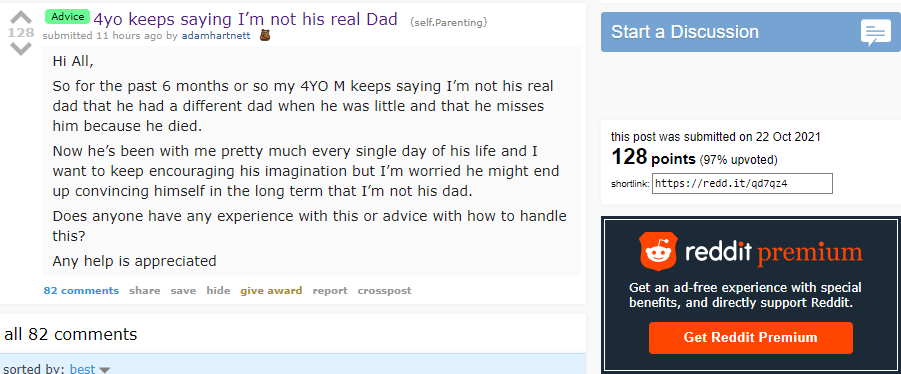 Advice 4yo keeps saying I’m not his real Dad (self.Parenting)
128
submitted 11 hours ago by adamhartnett
Hi All,
So for the past 6 months or so my 4YO M keeps saying I’m not his real
dad that he had a different dad when he was little and that he misses
him because he died.
Now he’s been with me pretty much every single day of his life and I
want to keep encouraging his imagination but I’m worried he might end
up convincing himself in the long term that I’m not his dad.
Does anyone have any experience with this or advice with how to handle
this?
Any help is appreciated
82 comments share save hide give award report crosspost
all 82 comments
sorted by: best
Start a Discussion
this post was submitted on 22 Oct 2021
128 points (97% upvoted)
shortlink: https://redd.it/qd7qz4
reddit premium
Get an ad-free experience with special
benefits, and directly support Reddit.
Get Reddit Premium